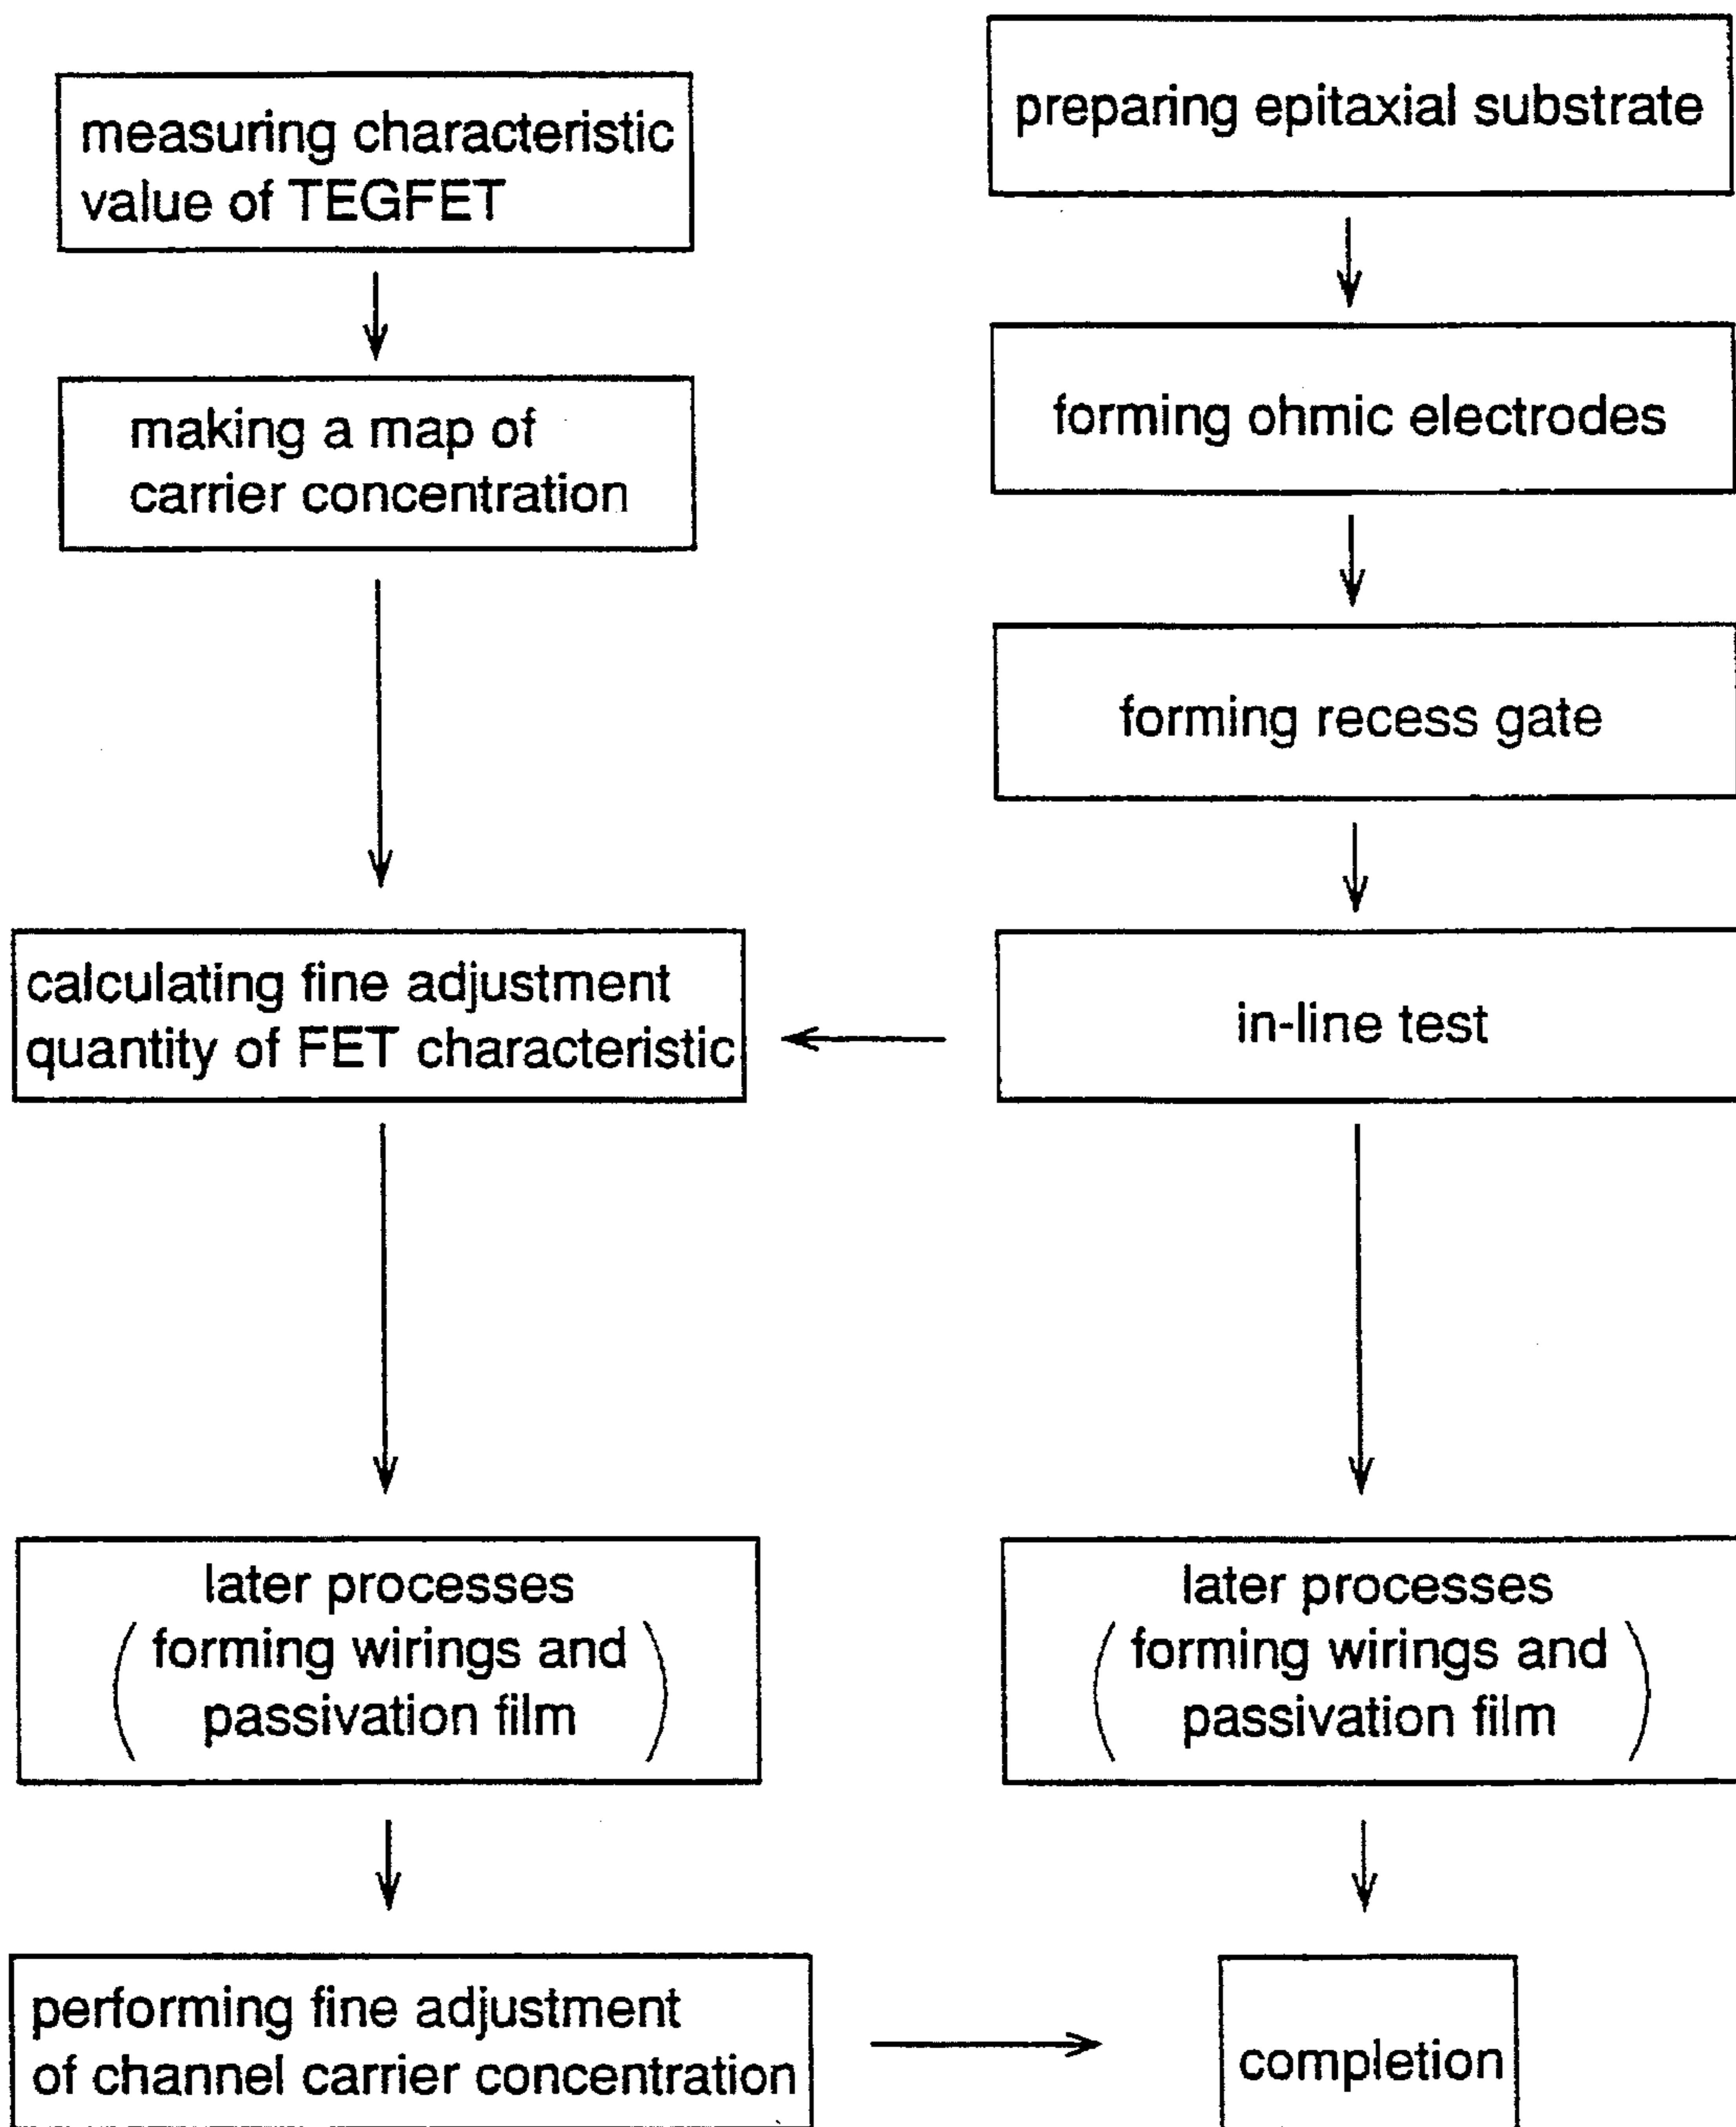 measuring characteristic
value of TEGFET
making a map of
carrier concentration
calculating fine adjustment
quantity of FET characteristic
later processes
( forming wirings and
passivation film )
performing fine adjustment
of channel carrier concentration
preparing epitaxial substrate
forming ohmic electrodes
forming recess gate
in-line test
later processes
( forming wirings and
passivation film )
completion